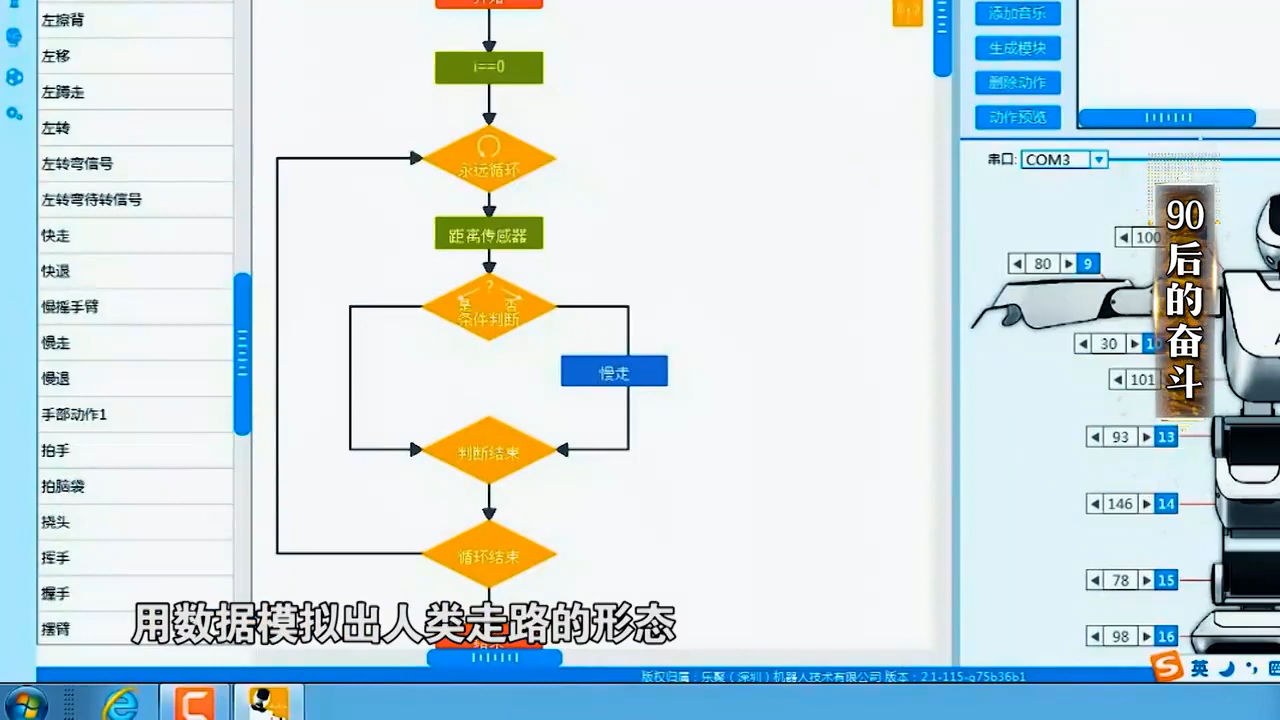 左擦背
左移
左蹲走
左转
左转弯信号
左转弯待转信号
快走
快退
慢摇手臂
慢走
慢退
手部动作1
拍手
拍脑袋
挠头
挥手
握手
摆臂
开始
i==0
永远循环
距离传感器
?
是 否
条件判断
慢走
判断结束
循环结束
结束
添加音乐
生成模块
删除动作
动作预览
串口: COM3
100
80 9
30
101
93 13
146 14
78 15
98 16
90后的奋斗
用数据模拟出人类走路的形态
版权归属:乐聚(深圳)机器人技术有限公司 版本:2.1-115-g75b36b1
英